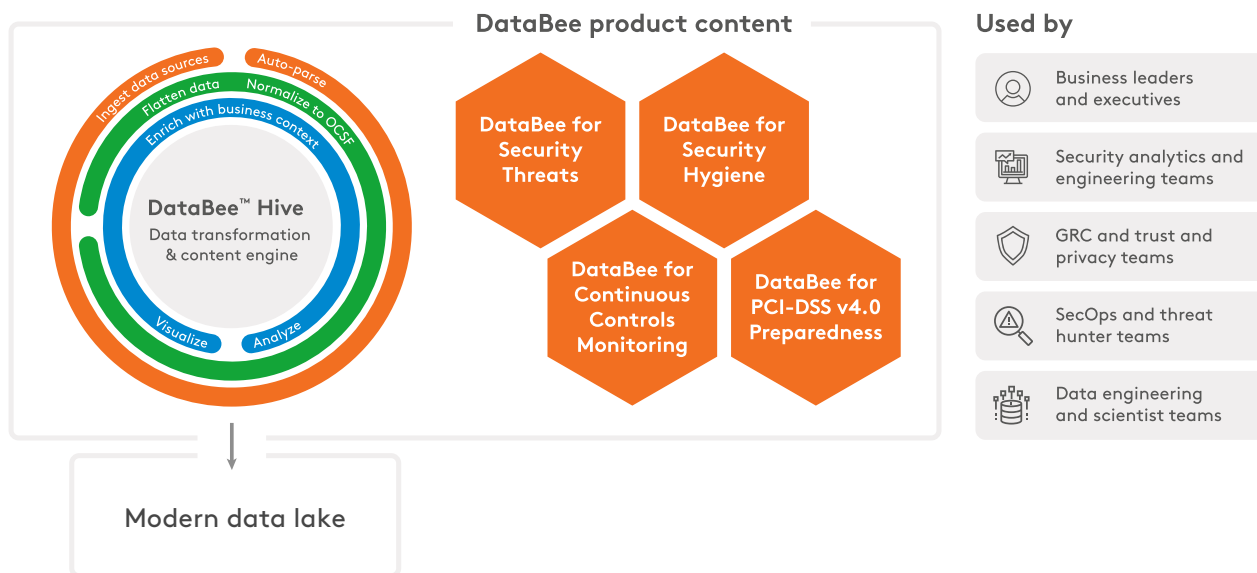 DataBee product content
Ingest data sources
Auto-parse
Flatten data
Normalize to OCSF
Enrich with business context
DataBee™ Hive
Data transformation
& content engine
Visualize
Analyze
DataBee for
Security
Threats
DataBee for
Security
Hygiene
DataBee for
Continuous
Controls
Monitoring
DataBee for
PCI-DSS v4.0
Preparedness
Modern data lake
Used by
Business leaders
and executives
Security analytics and
engineering teams
GRC and trust and
privacy teams
SecOps and threat
hunter teams
Data engineering
and scientist teams